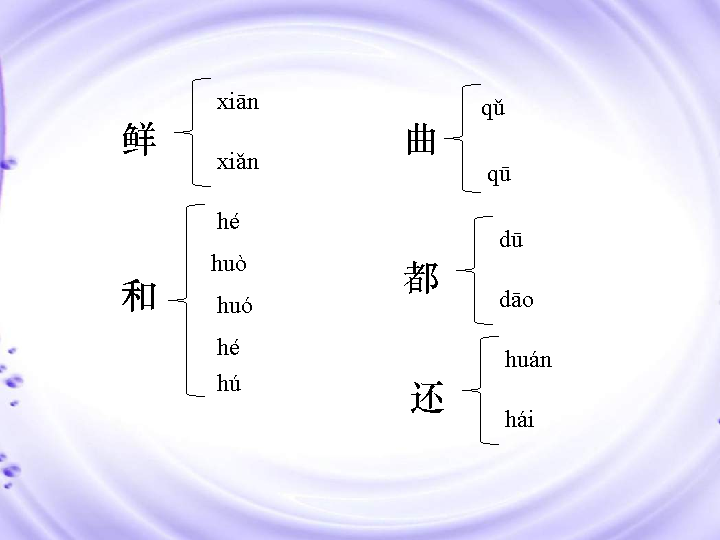 鲜
xiān
xiǎn
和
hé
huò
huó
hé
hú
曲
qǔ
qū
都
dū
dāo
还
huán
hái